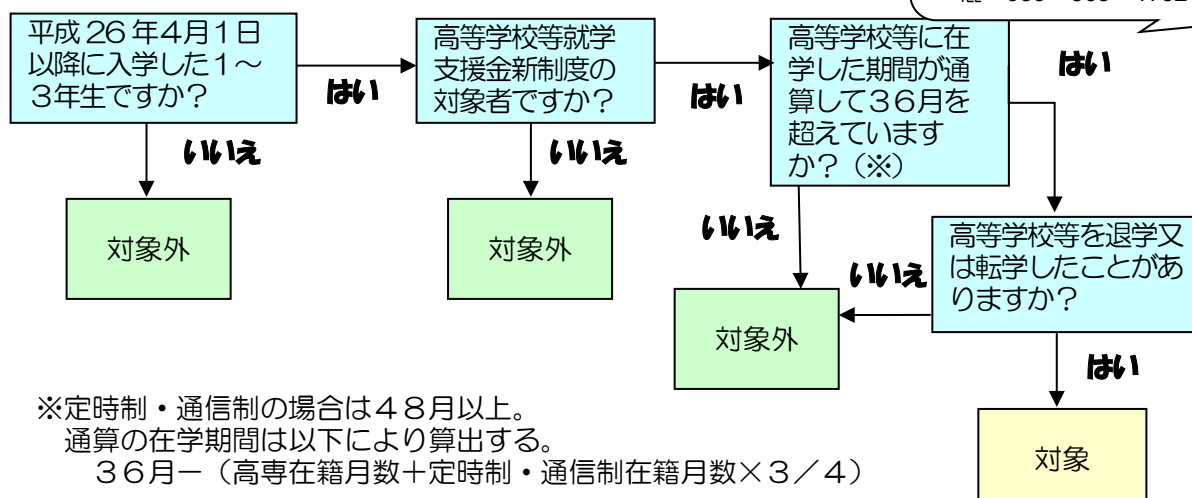 平成26年4月1日
以降に入学した1～
3年生ですか？
はい
いいえ
対象外
高等学校等就学
支援金新制度の
対象者ですか？
はい
いいえ
対象外
高等学校等に在
学した期間が通
算して36月を
超えています
か？（※）
はい
いいえ
対象外
高等学校等を退学又
は転学したことがあ
りますか？
いいえ
はい
対象
※定時制・通信制の場合は48月以上。
通算の在学期間は以下により算出する。
36月－（高専在籍月数＋定時制・通信制在籍月数×3／4）